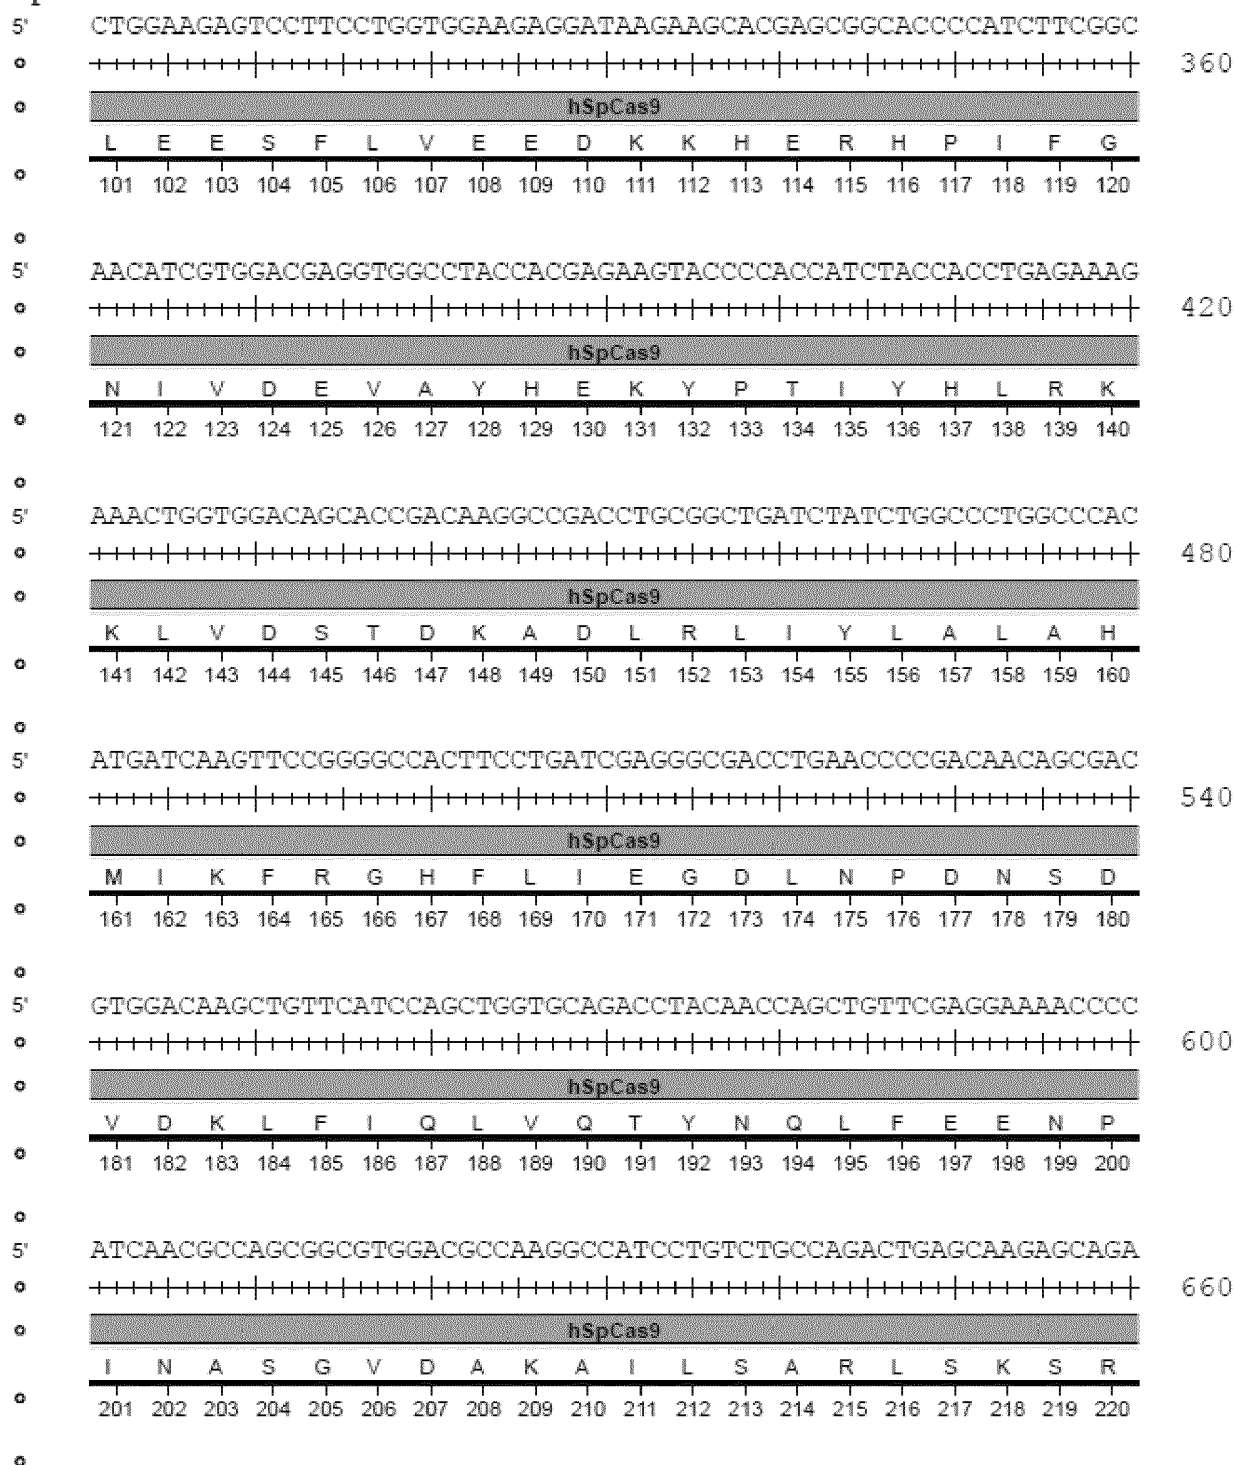 5' CTGGAAGAGTCCTTCCTGGTGGAAGAGGATAAGAAGCACGAGCGGCACCCCATCTTCGGC
360
hSpCas9
L E E S F L V E E D K K H E R H P I F G
101 102 103 104 105 106 107 108 109 110 111 112 113 114 115 116 117 118 119 120
5' AACATCGTGGACGAGGTGGCCTACCACGAGAAGTACCCCACCATCTACCACCTGAGAAAG
420
hSpCas9
N I V D E V A Y H E K Y P T I Y H L R K
121 122 123 124 125 126 127 128 129 130 131 132 133 134 135 136 137 138 139 140
5' AAACTGGTGGACAGCACCGACAAGGCCGACCTGCGGCTGATCTATCTGGCCCTGGCCCAC
480
hSpCas9
K L V D S T D K A D L R L I Y L A L A H
141 142 143 144 145 146 147 148 149 150 151 152 153 154 155 156 157 158 159 160
5' ATGATCAAGTTCCGGGGCCACTTCCTGATCGAGGGCGACCTGAACCCCGACAACAGCGAC
540
hSpCas9
M I K F R G H F L I E G D L N P D N S D
161 162 163 164 165 166 167 168 169 170 171 172 173 174 175 176 177 178 179 180
5' GTGGACAAGCTGTTCATCCAGCTGGTGCAGACCTACAACCAGCTGTTCGAGGAAAACCCC
600
hSpCas9
V D K L F I Q L V Q T Y N Q L F E E N P
181 182 183 184 185 186 187 188 189 190 191 192 193 194 195 196 197 198 199 200
5' ATCAACGCCAGCGGCGTGGACGCCAAGGCCATCCTGTCTGCCAGACTGAGCAAGAGCAGA
660
hSpCas9
I N A S G V D A K A I L S A R L S K S R
201 202 203 204 205 206 207 208 209 210 211 212 213 214 215 216 217 218 219 220